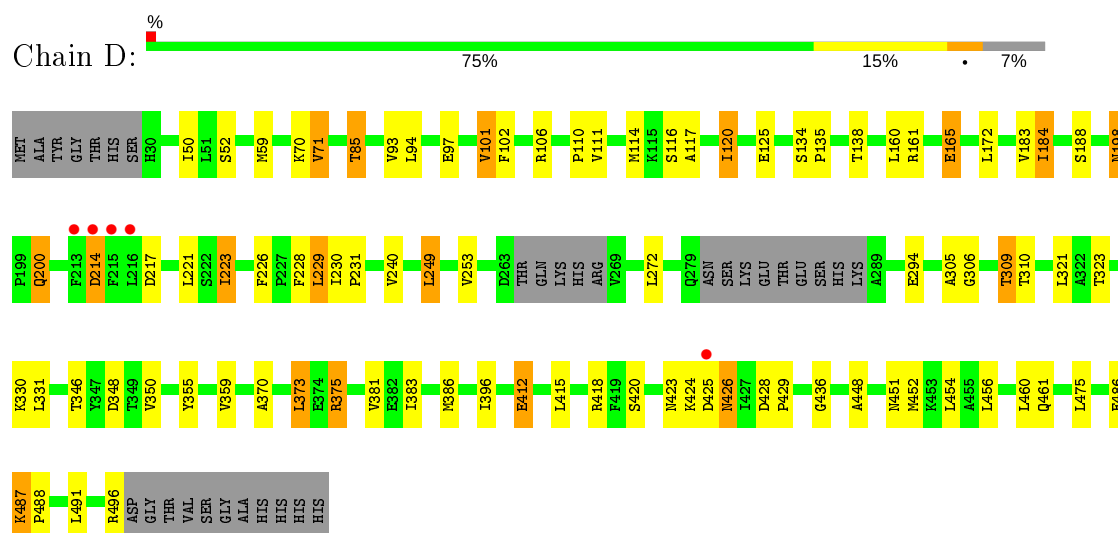 %
Chain D:
75% 15% • 7%
MET ALA TYR GLY THR HIS SER H30 I50 L51 S52 M59 K70 V71 T85 V93 L94 E97 V101 F102 R106 P110 V111 M114 K115 S116 A117 I120 E125 S134 P135 T138 L160 R161 E165 L172 V183 I184 S188 N198
P199 Q200 F213 D214 F215 L216 D217 L221 S222 I223 F226 P227 F228 L229 I230 P231 V240 L249 V253 D263 THR GLN LYS HIS ARG V269 L272 Q279 ASN SER LYS GLU THR GLU SER HIS LYS A289 E294 A305 G306 T309 T310 L321 A322 T323
K330 L331 T346 Y347 D348 T349 V350 Y355 V359 A370 L373 E374 R375 V381 E382 I383 M386 I396 E412 L415 R418 F419 S420 N423 K424 D425 N426 I427 D428 P429 G436 A448 N451 M452 K453 L454 A455 L456 L460 Q461 L475
K487 P488 L491 R496 ASP GLY THR VAL SER GLY ALA HIS HIS HIS HIS